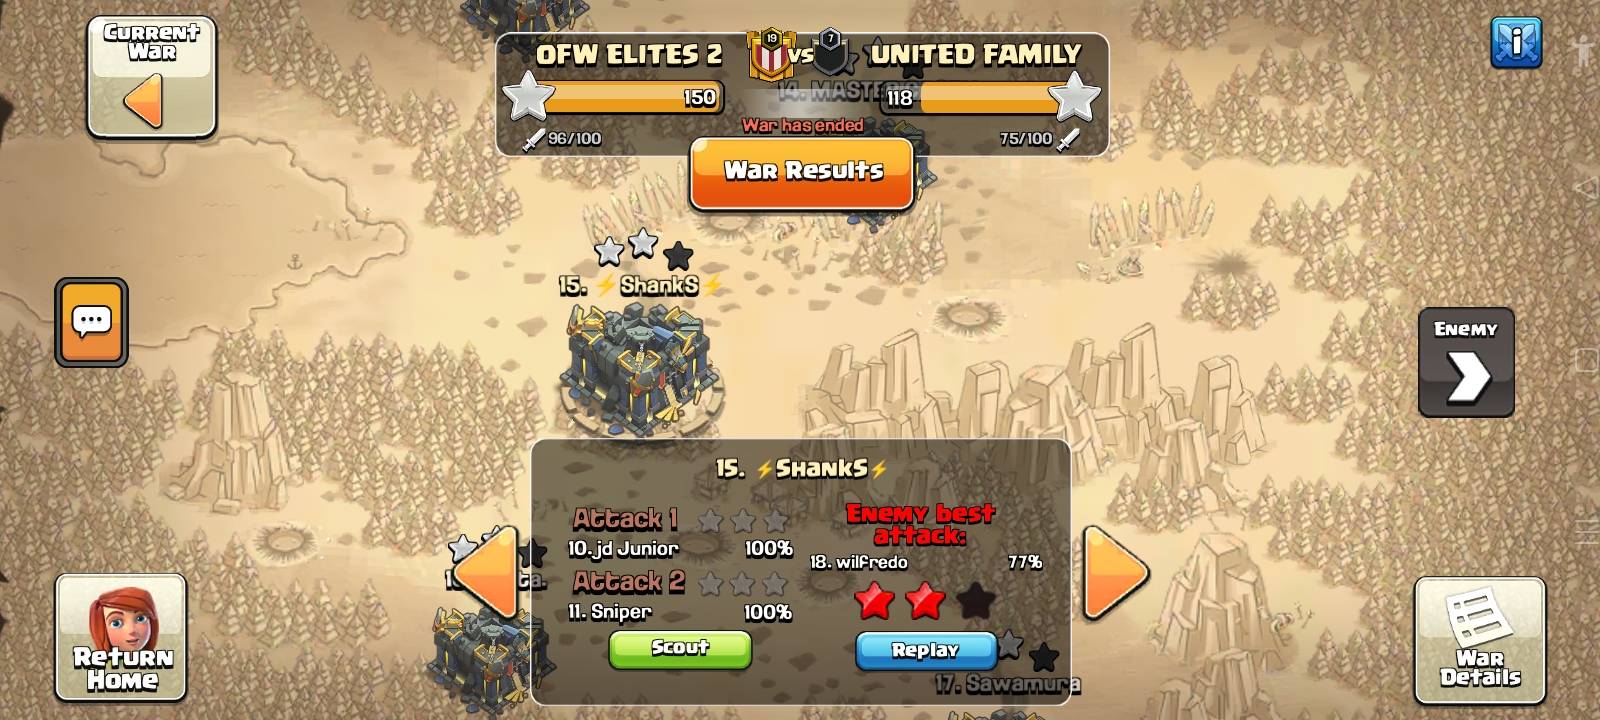 Current
War
OFW ELITES 2
19
vs
7
UNITED FAMILY
150
14. MASTE
118
War has ended
96/100
75/100
War Results
15. ⚡ShankS⚡
Enemy
15. ⚡ShankS⚡
Attack 1
10. jd Junior
100%
Attack 2
11. Sniper
100%
Scout
Enemy best
attack:
18. wilfredo
77%
Replay
17. Sawamura
Return
Home
War
Details